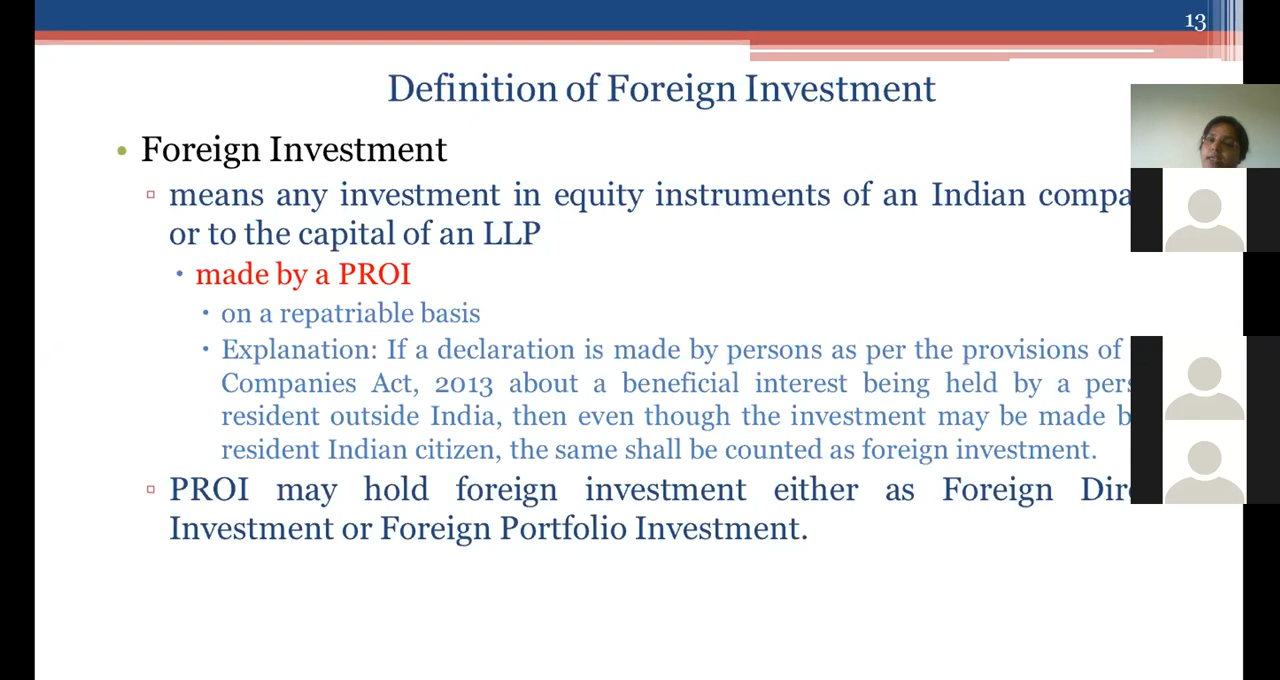 13
Definition of Foreign Investment
• Foreign Investment
▫ means any investment in equity instruments of an Indian
or to the capital of an LLP
• made by a PROI
• on a repatriable basis
• Explanation: If a declaration is made by persons as per the provisions of
Companies Act, 2013 about a beneficial interest being held by a
resident outside India, then even though the investment may be made
resident Indian citizen, the same shall be counted as foreign investment.
▫ PROI may hold foreign investment either as Foreign
Investment or Foreign Portfolio Investment.